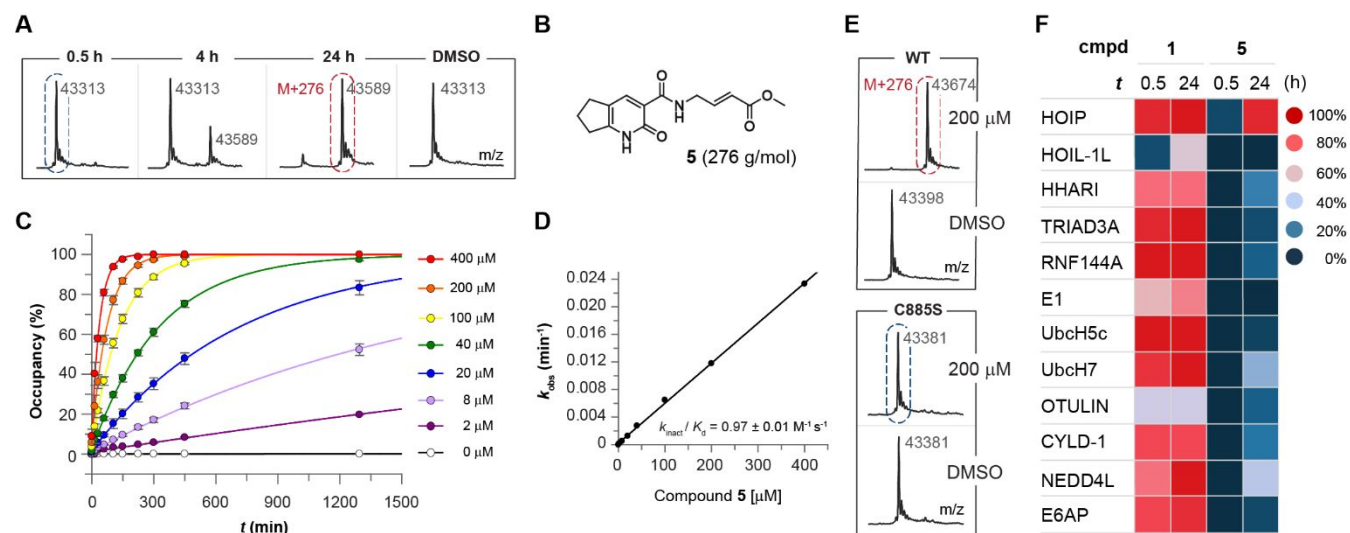 A
0.5 h
4 h
24 h
DMSO
43313
43313
43589
M+276
43589
43313
m/z
B
O
O
N
H
O
O
N
H
O
5 (276 g/mol)
C
Occupancy (%)
100
80
60
40
20
0
0
300
600
900
1200
1500
t (min)
400 µM
200 µM
100 µM
40 µM
20 µM
8 µM
2 µM
0 µM
D
kobs (min-1)
0.024
0.020
0.016
0.012
0.008
0.004
0
0
100
200
300
400
kinact / Kd = 0.97 ± 0.01 M-1 s-1
Compound 5 [µM]
E
WT
M+276
43674
200 µM
43398
DMSO
m/z
C885S
43381
200 µM
43381
DMSO
m/z
F
cmpd 1 5
t 0.5 24 0.5 24 (h)
HOIP
HOIL-1L
HHARI
TRIAD3A
RNF144A
E1
UbcH5c
UbcH7
OTULIN
CYLD-1
NEDD4L
E6AP
100%
80%
60%
40%
20%
0%